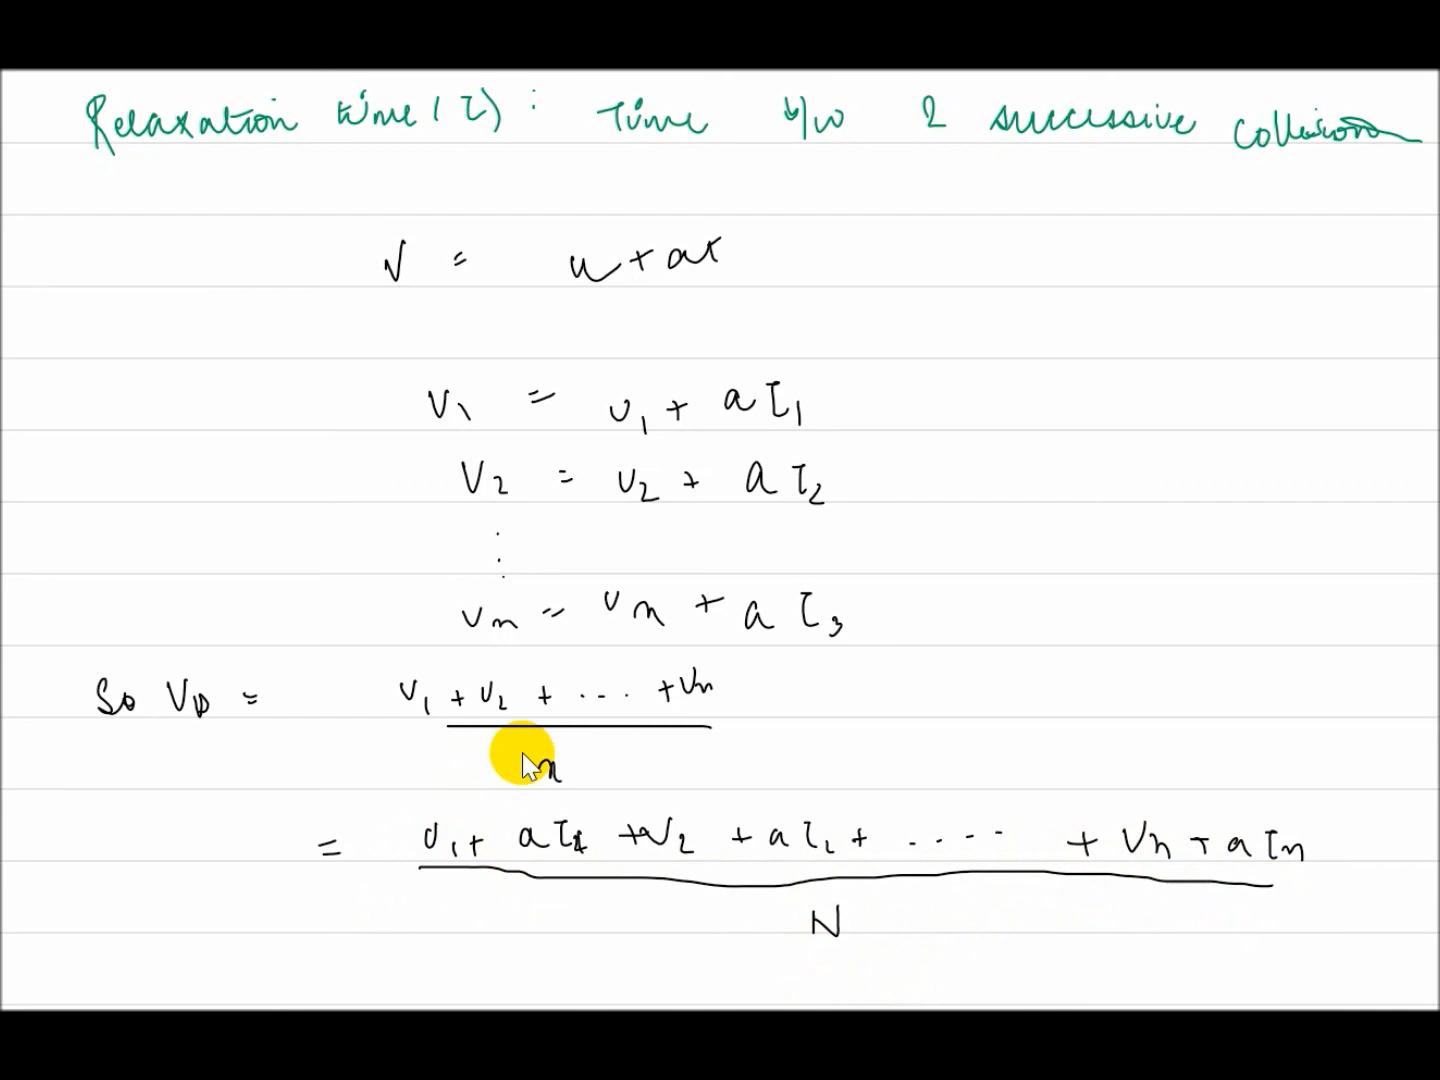 Relaxation time (τ) : Time b/w 2 successive collision
V = u + at
V1 = u1 + aτ1
V2 = u2 + aτ2
⋮
vn = un + aτ3
So VD = v1 + v2 + .... + vn
n
= u1 + aτ1 + u2 + aτ2 + ..... + un + aτn
N